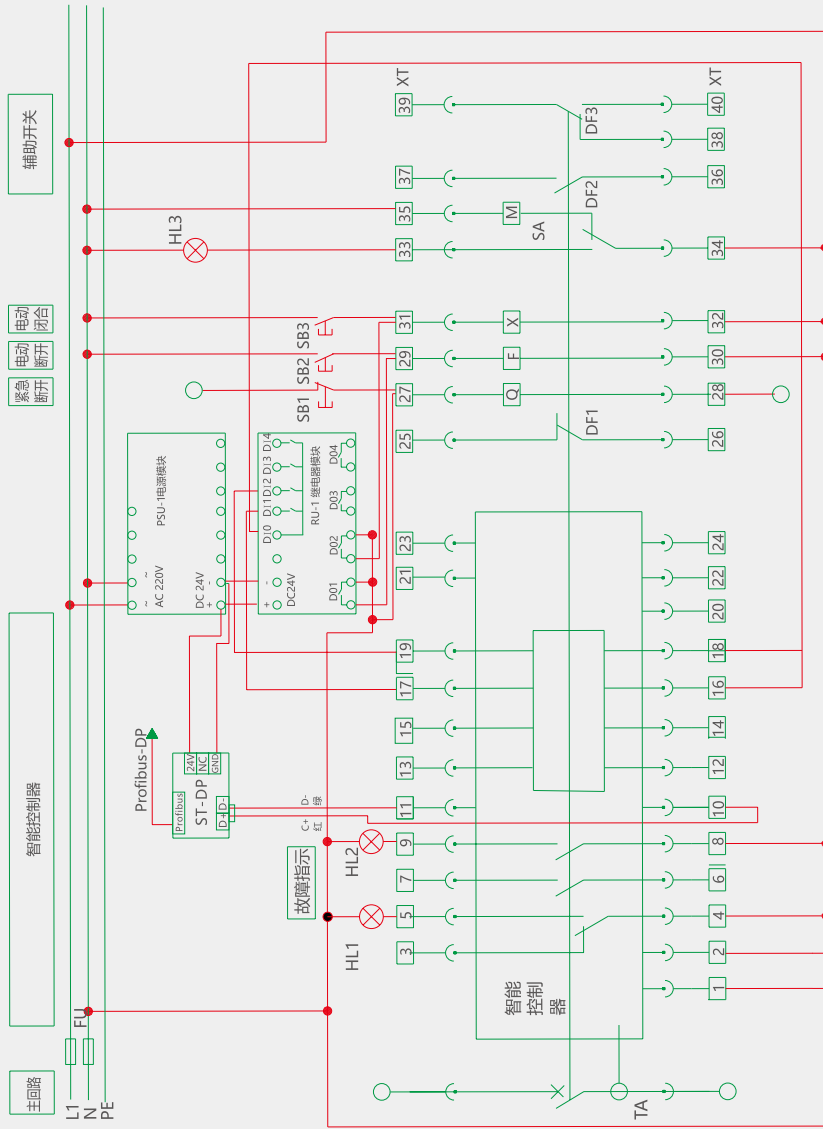 辅助开关
电动
闭合
电动
断开
紧急
断开
智能控制器
主回路
L1
N
PE
FU
HL3
SB3
SB2
SB1
PSU-1电源模块
AC 220V
~
~
DC 24V
+
-
RU-1 继电器模块
DI0
DI1
DI2
DI3
DI4
DC24V
+
-
D01
D02
D03
D04
Profibus-DP
Profibus
ST-DP
24V
NC
GND
D+
D-
D-
绿
C+
红
故障指示
HL2
HL1
XT
39
37
35
33
31
29
27
25
23
21
19
17
15
13
11
9
7
5
3
M
SA
X
F
Q
DF3
DF2
DF1
智能
控制
器
TA
XT
40
38
36
34
32
30
28
26
24
22
20
18
16
14
12
10
8
6
4
2
1